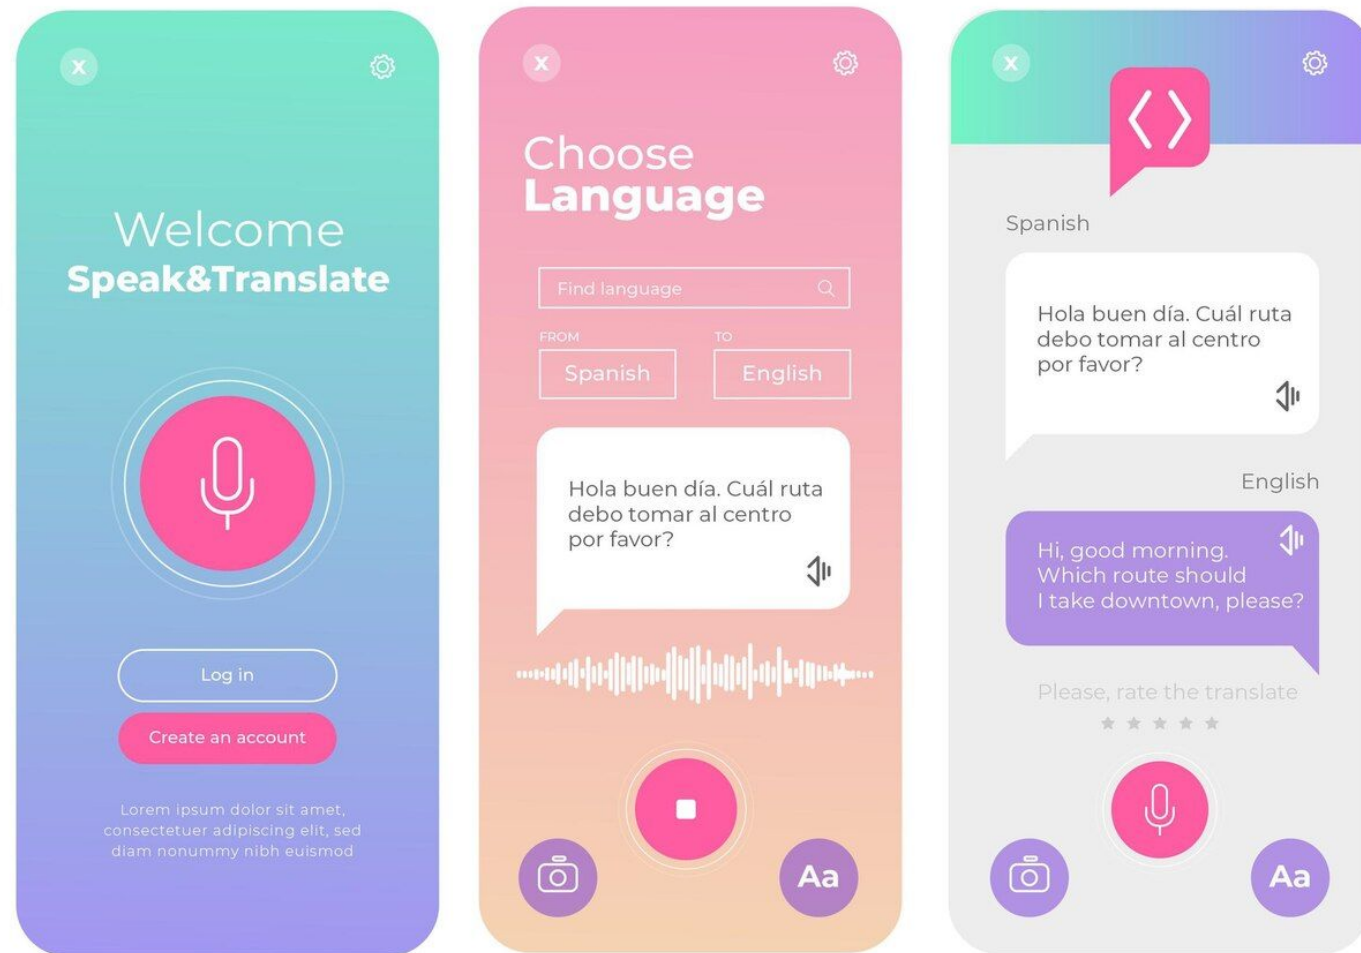 X
Welcome
Speak&Translate
Log in
Create an account
Lorem ipsum dolor sit amet,
consectetuer adipiscing elit, sed
diam nonummy nibh euismod
X
Choose
Language
Find language
FROM
TO
Spanish
English
Hola buen día. Cuál ruta
debo tomar al centro
por favor?
Aa
X
Spanish
Hola buen día. Cuál ruta
debo tomar al centro
por favor?
English
Hi, good morning.
Which route should
I take downtown, please?
Please, rate the translate
Aa